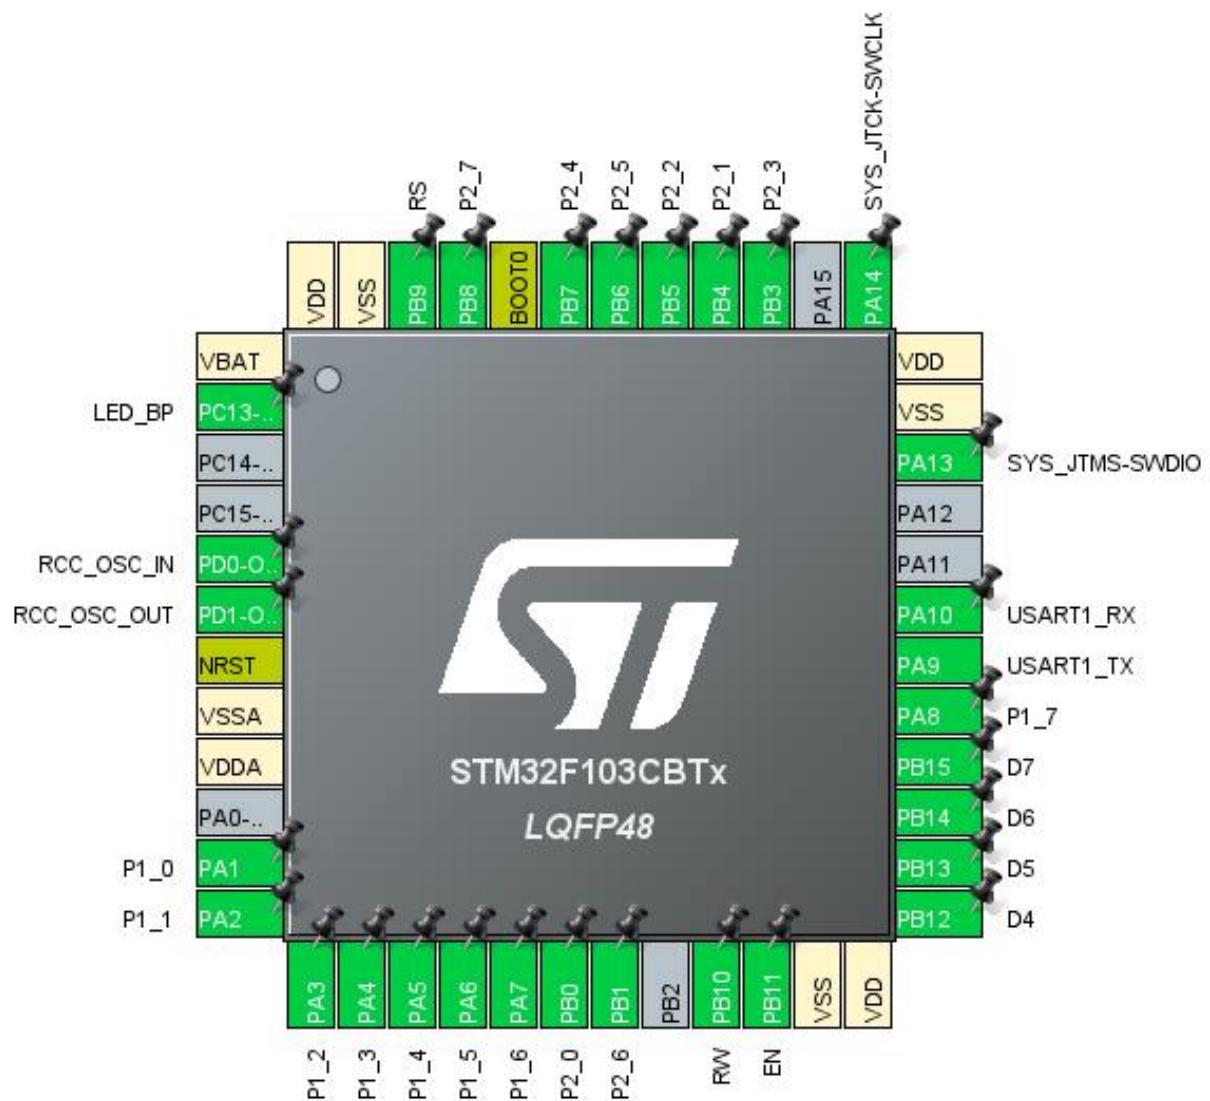 SYS_JTCK-SWCLK
RS
P2_7
P2_4
P2_5
P2_2
P2_1
P2_3
VDD
VSS
PB9
PB8
BOOT0
PB7
PB6
PB5
PB4
PB3
PA15
PA14
VBAT
LED_BP PC13-..
PC14-..
PC15-..
RCC_OSC_IN PD0-O..
RCC_OSC_OUT PD1-O..
NRST
VSSA
VDDA
PA0-..
P1_0 PA1
P1_1 PA2
VDD
VSS
PA13 SYS_JTMS-SWDIO
PA12
PA11
PA10 USART1_RX
PA9 USART1_TX
PA8 P1_7
PB15 D7
PB14 D6
PB13 D5
PB12 D4
ST
STM32F103CBTx
LQFP48
PA3
PA4
PA5
PA6
PA7
PB0
PB1
PB2
PB10
PB11
VSS
VDD
P1_2
P1_3
P1_4
P1_5
P1_6
P2_0
P2_6
RW
EN